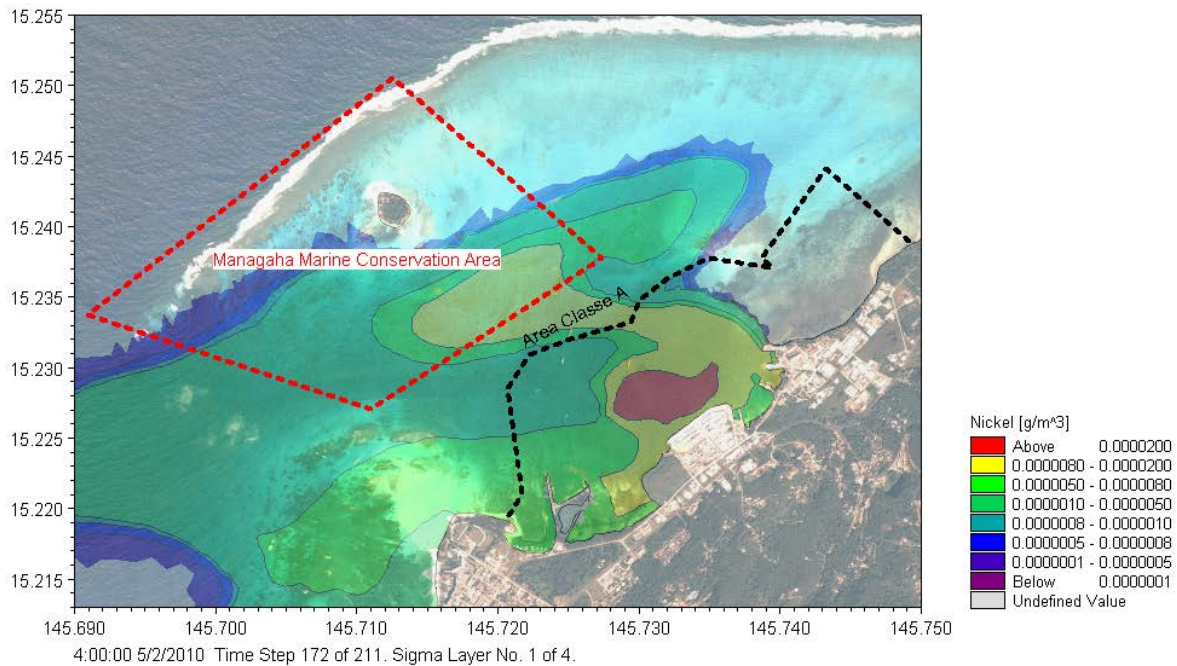 15.255
15.250
15.245
15.240
15.235
15.230
15.225
15.220
15.215
Managaha Marine Conservation Area
Area Classe A
145.690 145.700 145.710 145.720 145.730 145.740 145.750
4:00:00 5/2/2010 Time Step 172 of 211. Sigma Layer No. 1 of 4.
Nickel [g/m^3]
Above 0.0000200
0.0000080 - 0.0000200
0.0000050 - 0.0000080
0.0000010 - 0.0000050
0.0000008 - 0.0000010
0.0000005 - 0.0000008
0.0000001 - 0.0000005
Below 0.0000001
Undefined Value